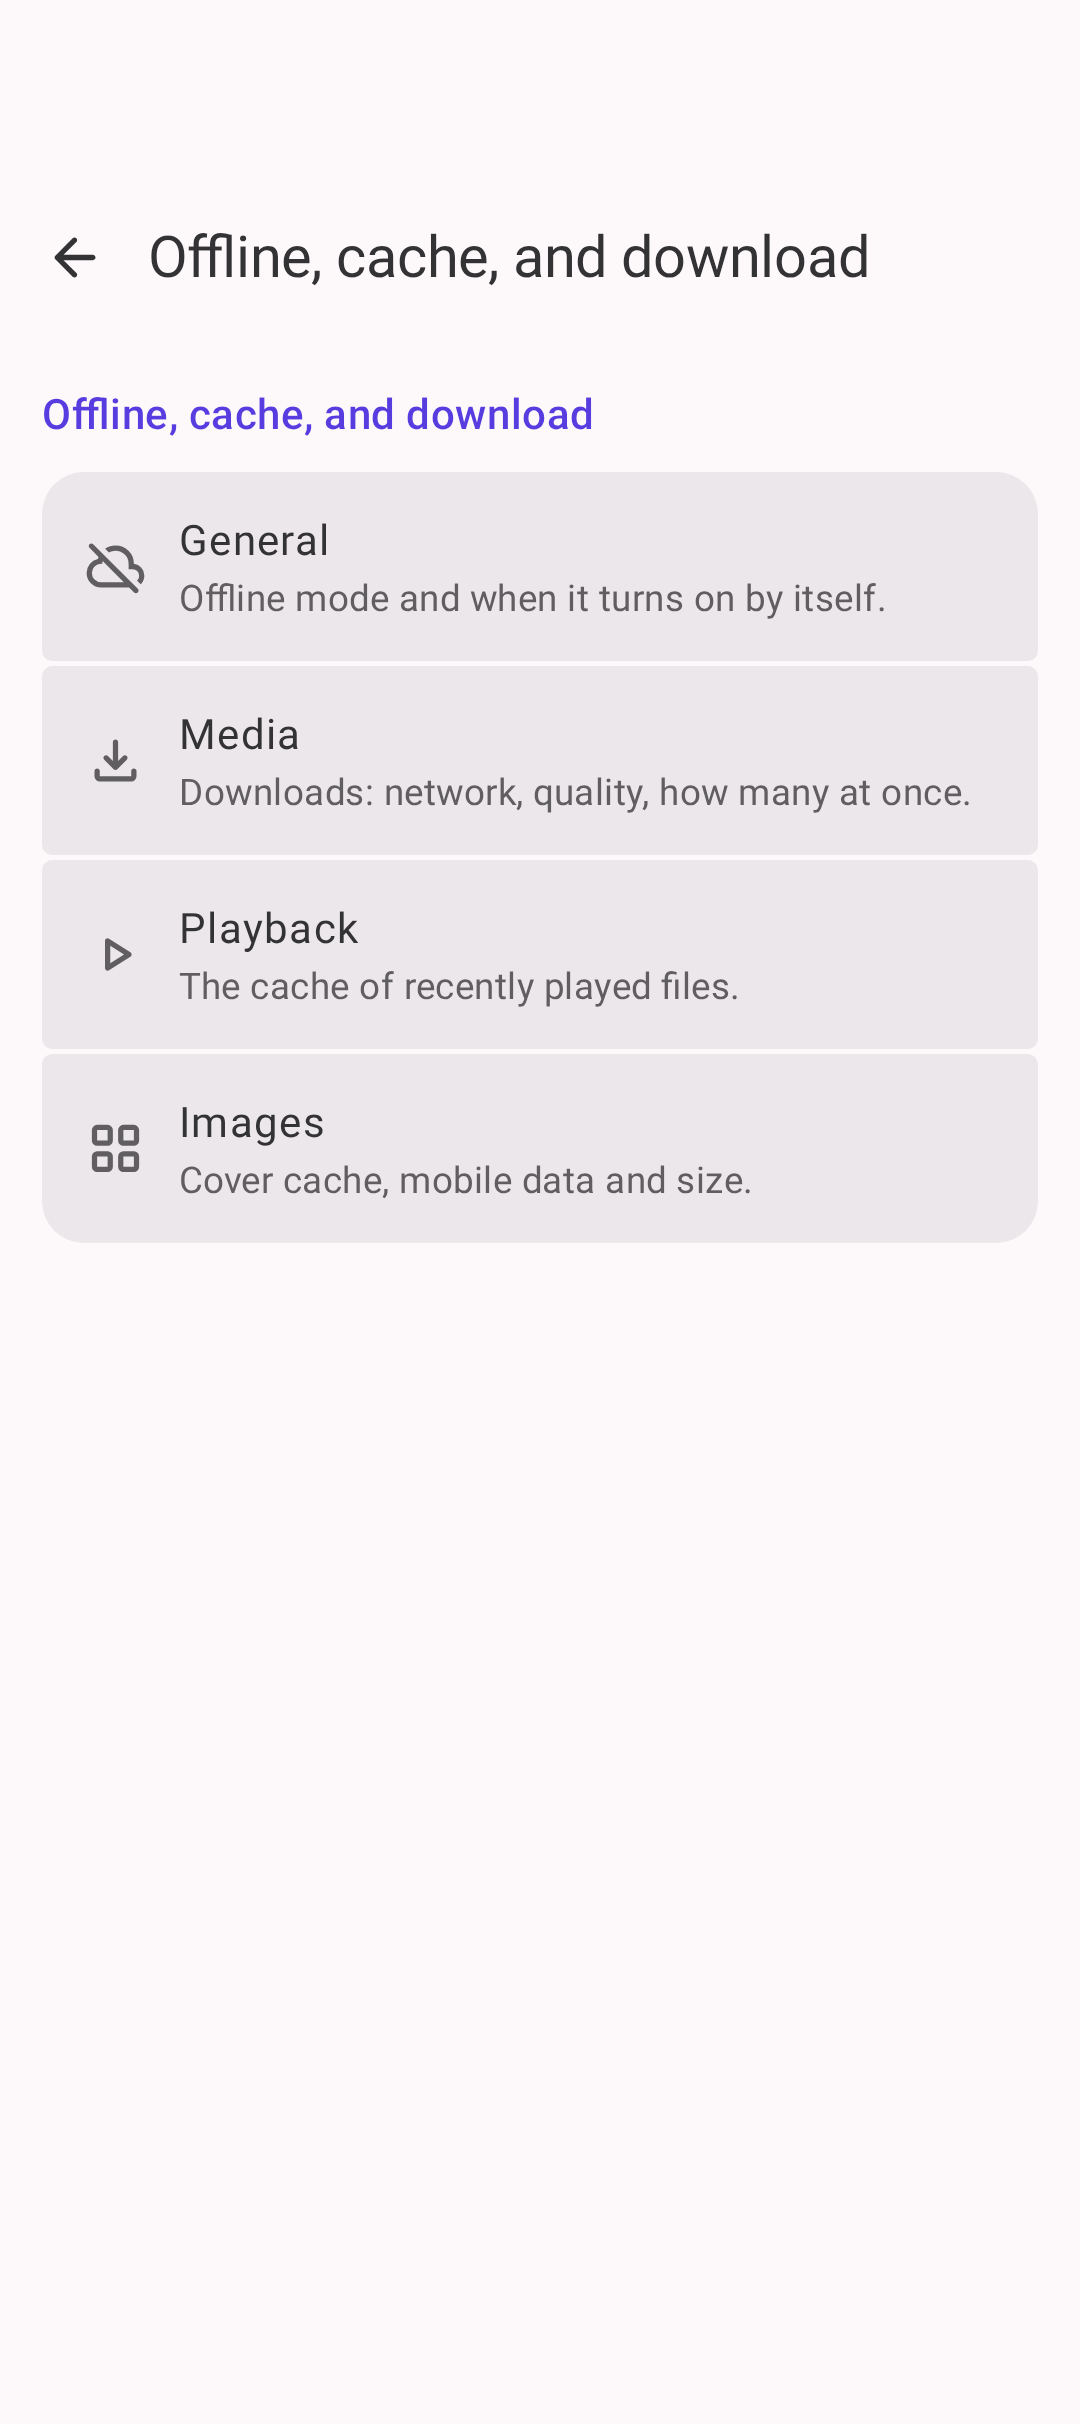 Offline, cache, and download
Offline, cache, and download
General
Offline mode and when it turns on by itself.
Media
Downloads: network, quality, how many at once.
Playback
The cache of recently played files.
Images
Cover cache, mobile data and size.